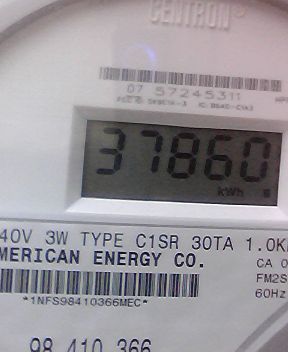 CENTRON®
07 57245311
37860
kWh
40V 3W TYPE C1SR 30TA 1.0K
MERICAN ENERGY CO.
CA 0
FM2S
60Hz
*1NFS98410366MEC*
98 410 366